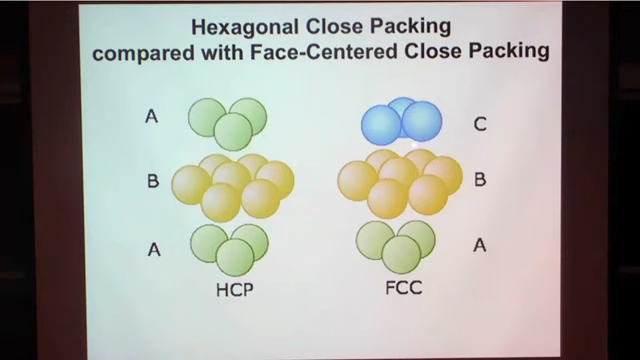 Hexagonal Close Packing
compared with Face-Centered Close Packing
A
C
B
B
A
A
HCP
FCC